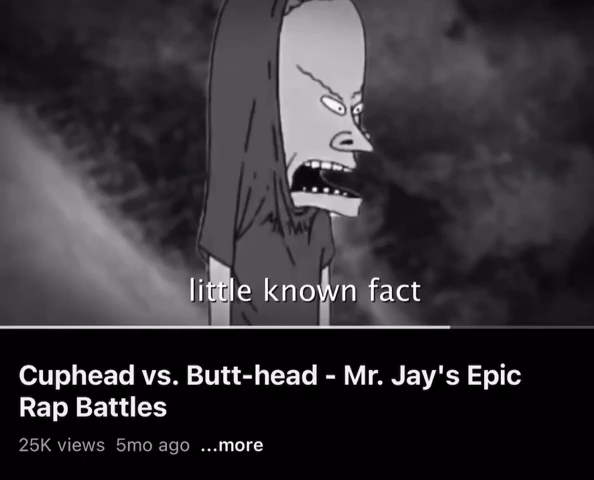 little known fact
Cuphead vs. Butt-head - Mr. Jay's Epic
Rap Battles
25K views 5mo ago ...more